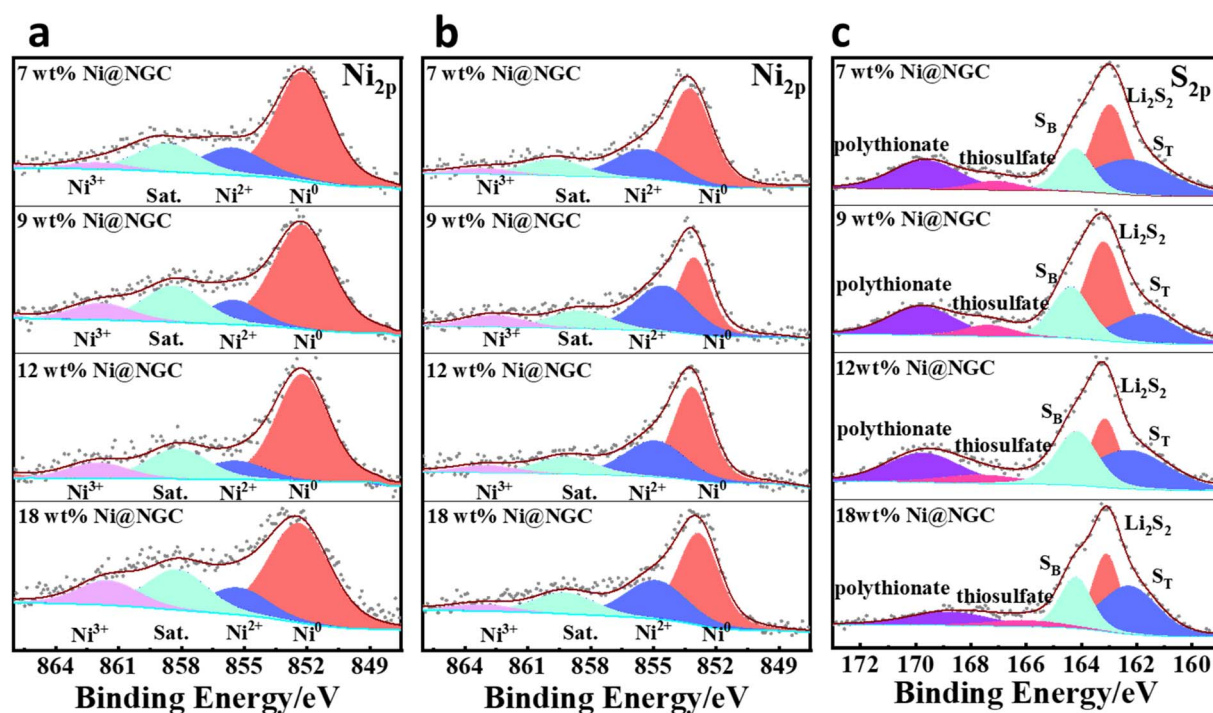 a
7 wt% Ni@NGC
Ni2p
Ni3+ Sat. Ni2+ Ni0
9 wt% Ni@NGC
Ni3+ Sat. Ni2+ Ni0
12 wt% Ni@NGC
Ni3+ Sat. Ni2+ Ni0
18 wt% Ni@NGC
Ni3+ Sat. Ni2+ Ni0
864 861 858 855 852 849
Binding Energy/eV
b
7 wt% Ni@NGC
Ni2p
Ni3+ Sat. Ni2+ Ni0
9 wt% Ni@NGC
Ni3+ Sat. Ni2+ Ni0
12 wt% Ni@NGC
Ni3+ Sat. Ni2+ Ni0
18 wt% Ni@NGC
Ni3+ Sat. Ni2+ Ni0
864 861 858 855 852 849
Binding Energy/eV
c
7 wt% Ni@NGC
S2p
Li2S2
SB
ST
polythionate
thiosulfate
9 wt% Ni@NGC
Li2S2
SB
ST
polythionate
thiosulfate
12wt% Ni@NGC
Li2S2
SB
ST
polythionate
thiosulfate
18wt% Ni@NGC
Li2S2
SB
ST
polythionate
thiosulfate
172 170 168 166 164 162 160
Binding Energy/eV